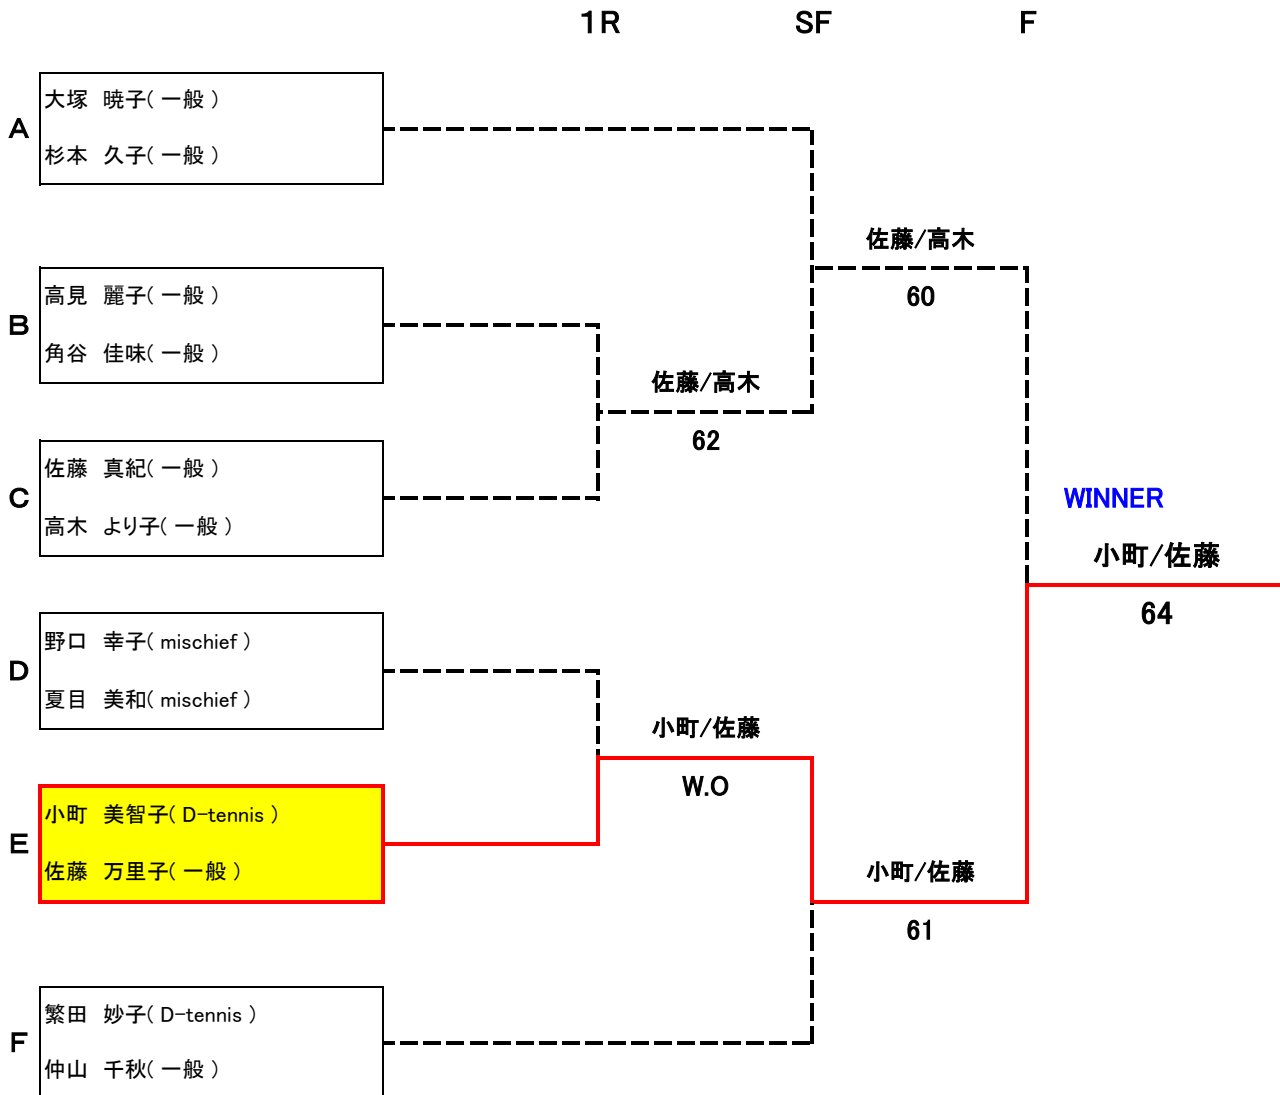 1R SF F
A
大塚 暁子( 一般 )
杉本 久子( 一般 )
佐藤/高木
60
B
高見 麗子( 一般 )
角谷 佳味( 一般 )
佐藤/高木
62
C
佐藤 真紀( 一般 )
高木 より子( 一般 )
WINNER
小町/佐藤
64
D
野口 幸子( mischief )
夏目 美和( mischief )
小町/佐藤
W.O
E
小町 美智子( D-tennis )
佐藤 万里子( 一般 )
小町/佐藤
61
F
繁田 妙子( D-tennis )
仲山 千秋( 一般 )